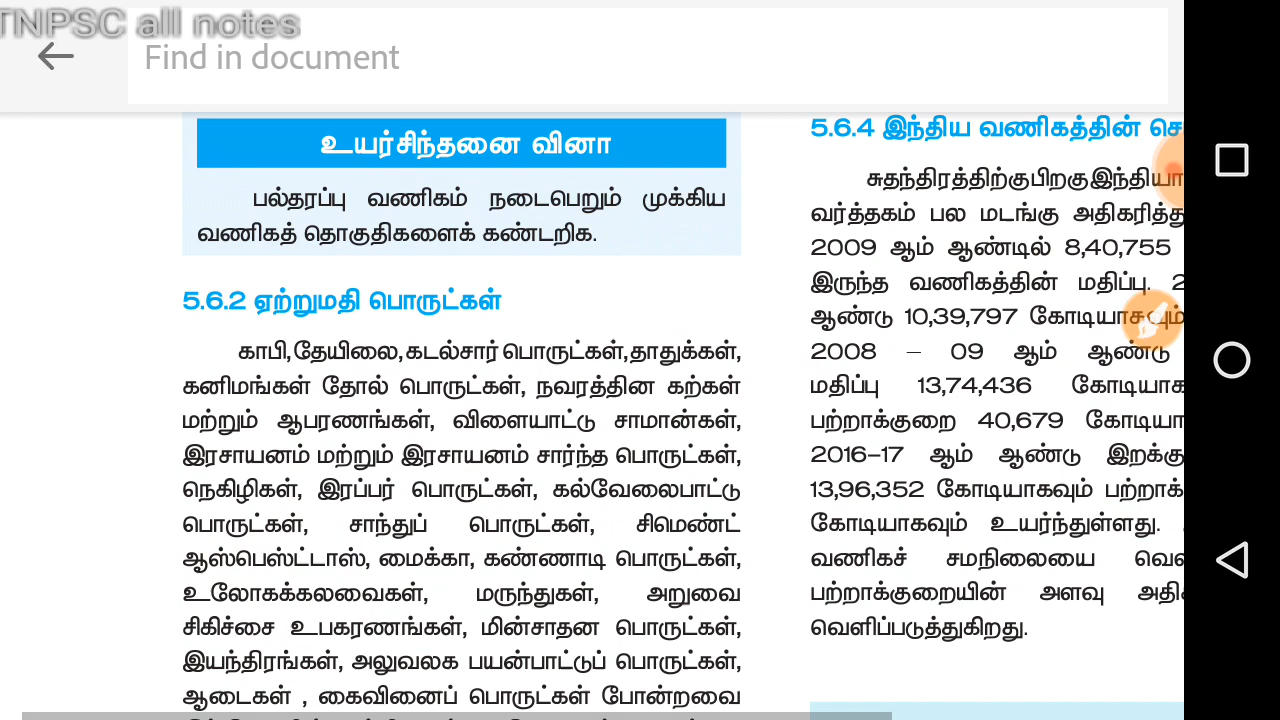 TNPSC all notes
Find in document
உயர்சிந்தனை வினா
பல்தரப்பு வணிகம் நடைபெறும் முக்கிய
வணிகத் தொகுதிகளைக் கண்டறிக.
5.6.2 ஏற்றுமதி பொருட்கள்
காபி,தேயிலை,கடல்சார் பொருட்கள்,தாதுக்கள்,
கனிமங்கள் தோல் பொருட்கள், நவரத்தின கற்கள்
மற்றும் ஆபரணங்கள், விளையாட்டு சாமான்கள்,
இரசாயனம் மற்றும் இரசாயனம் சார்ந்த பொருட்கள்,
நெகிழிகள், இரப்பர் பொருட்கள், கல்வேலைபாட்டு
பொருட்கள், சாந்துப் பொருட்கள், சிமெண்ட்
ஆஸ்பெஸ்ட்டாஸ், மைக்கா, கண்ணாடி பொருட்கள்,
உலோகக்கலவைகள், மருந்துகள், அறுவை
சிகிச்சை உபகரணங்கள், மின்சாதன பொருட்கள்,
இயந்திரங்கள், அலுவலக பயன்பாட்டுப் பொருட்கள்,
ஆடைகள் , கைவினைப் பொருட்கள் போன்றவை
5.6.4 இந்திய வணிகத்தின்
சுதந்திரத்திற்குபிறகுஇந்தியா
வர்த்தகம் பல மடங்கு அதிகரித்து
2009 ஆம் ஆண்டில் 8,40,755
இருந்த வணிகத்தின் மதிப்பு. 2
ஆண்டு 10,39,797 கோடியாகவும்
2008 – 09 ஆம் ஆண்டு
மதிப்பு 13,74,436 கோடியாக
பற்றாக்குறை 40,679 கோடியா
2016–17 ஆம் ஆண்டு இறக்கு
13,96,352 கோடியாகவும் பற்றாக்
கோடியாகவும் உயர்ந்துள்ளது.
வணிகச் சமநிலையை
பற்றாக்குறையின் அளவு
வெளிப்படுத்துகிறது.